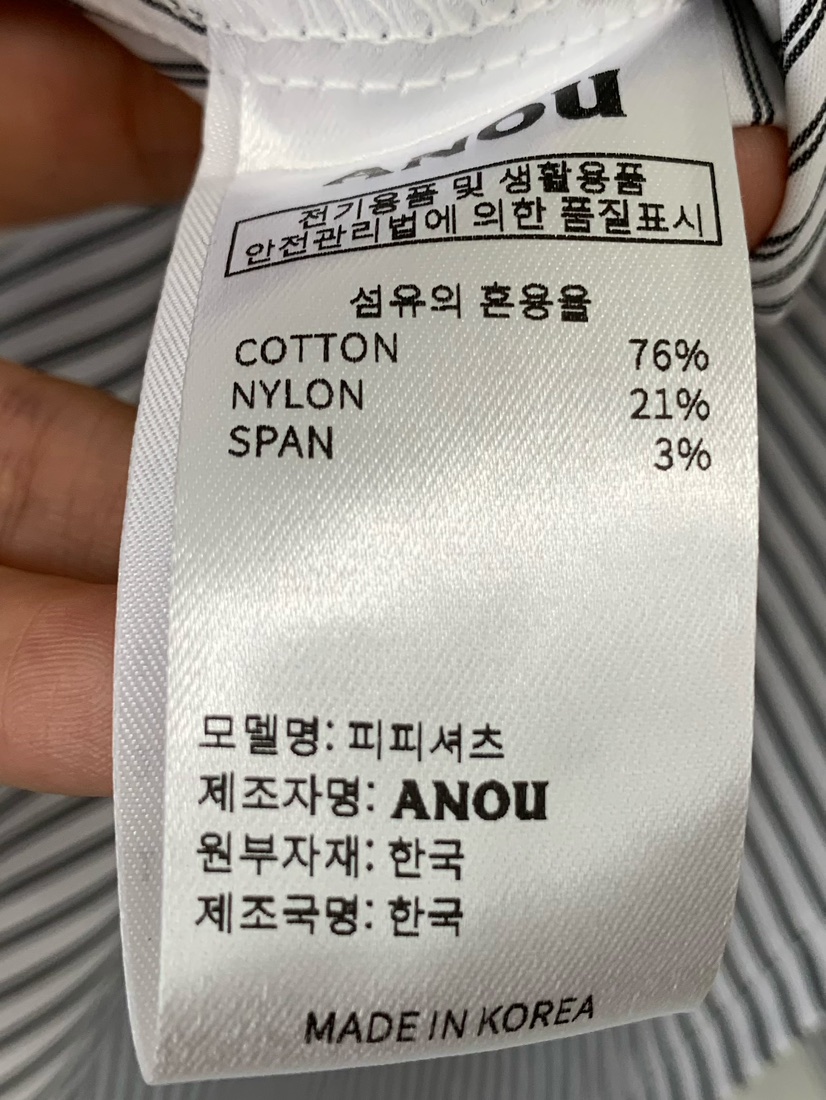 ANOU
전기용품 및 생활용품
안전관리법에 의한 품질표시
섬유의 혼용율
COTTON 76%
NYLON 21%
SPAN 3%
모델명: 피피셔츠
제조자명: ANOU
원부자재: 한국
제조국명: 한국
MADE IN KOREA